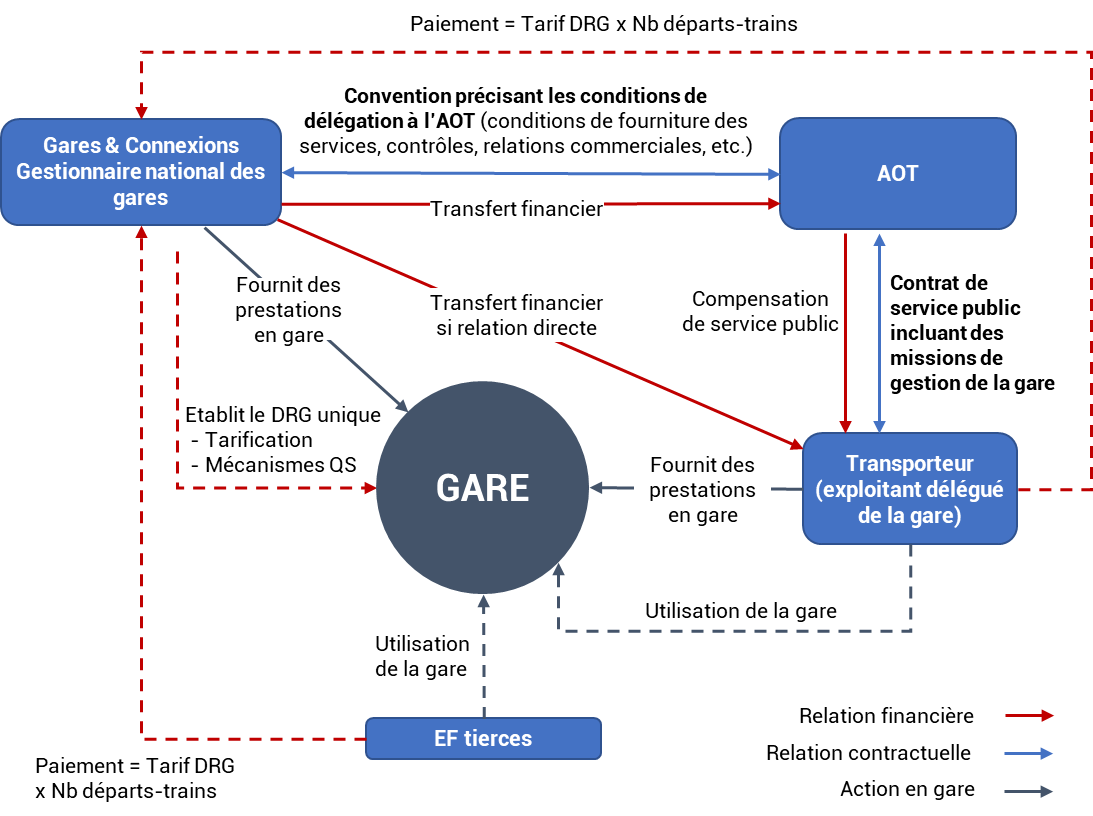 Paiement = Tarif DRG x Nb départs-trains
Convention précisant les conditions de
délégation à l'AOT (conditions de fourniture des
services, contrôles, relations commerciales, etc.)
Gares & Connexions
Gestionnaire national des
gares
AOT
Transfert financier
Fournit des
prestations
en gare
Transfert financier
si relation directe
Compensation
de service public
Contrat de
service public
incluant des
missions de
gestion de la gare
Etablit le DRG unique
- Tarification
- Mécanismes QS
GARE
Fournit des
prestations
en gare
Transporteur
(exploitant délégué
de la gare)
Utilisation de la gare
Utilisation
de la gare
EF tierces
Paiement = Tarif DRG
x Nb départs-trains
Relation financière
Relation contractuelle
Action en gare